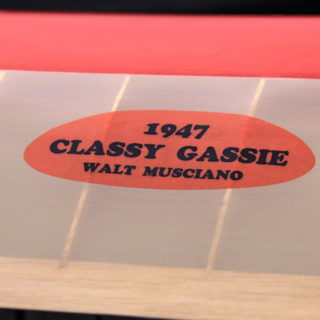 1947
CLASSY GASSIE
WALT MUSCIANO